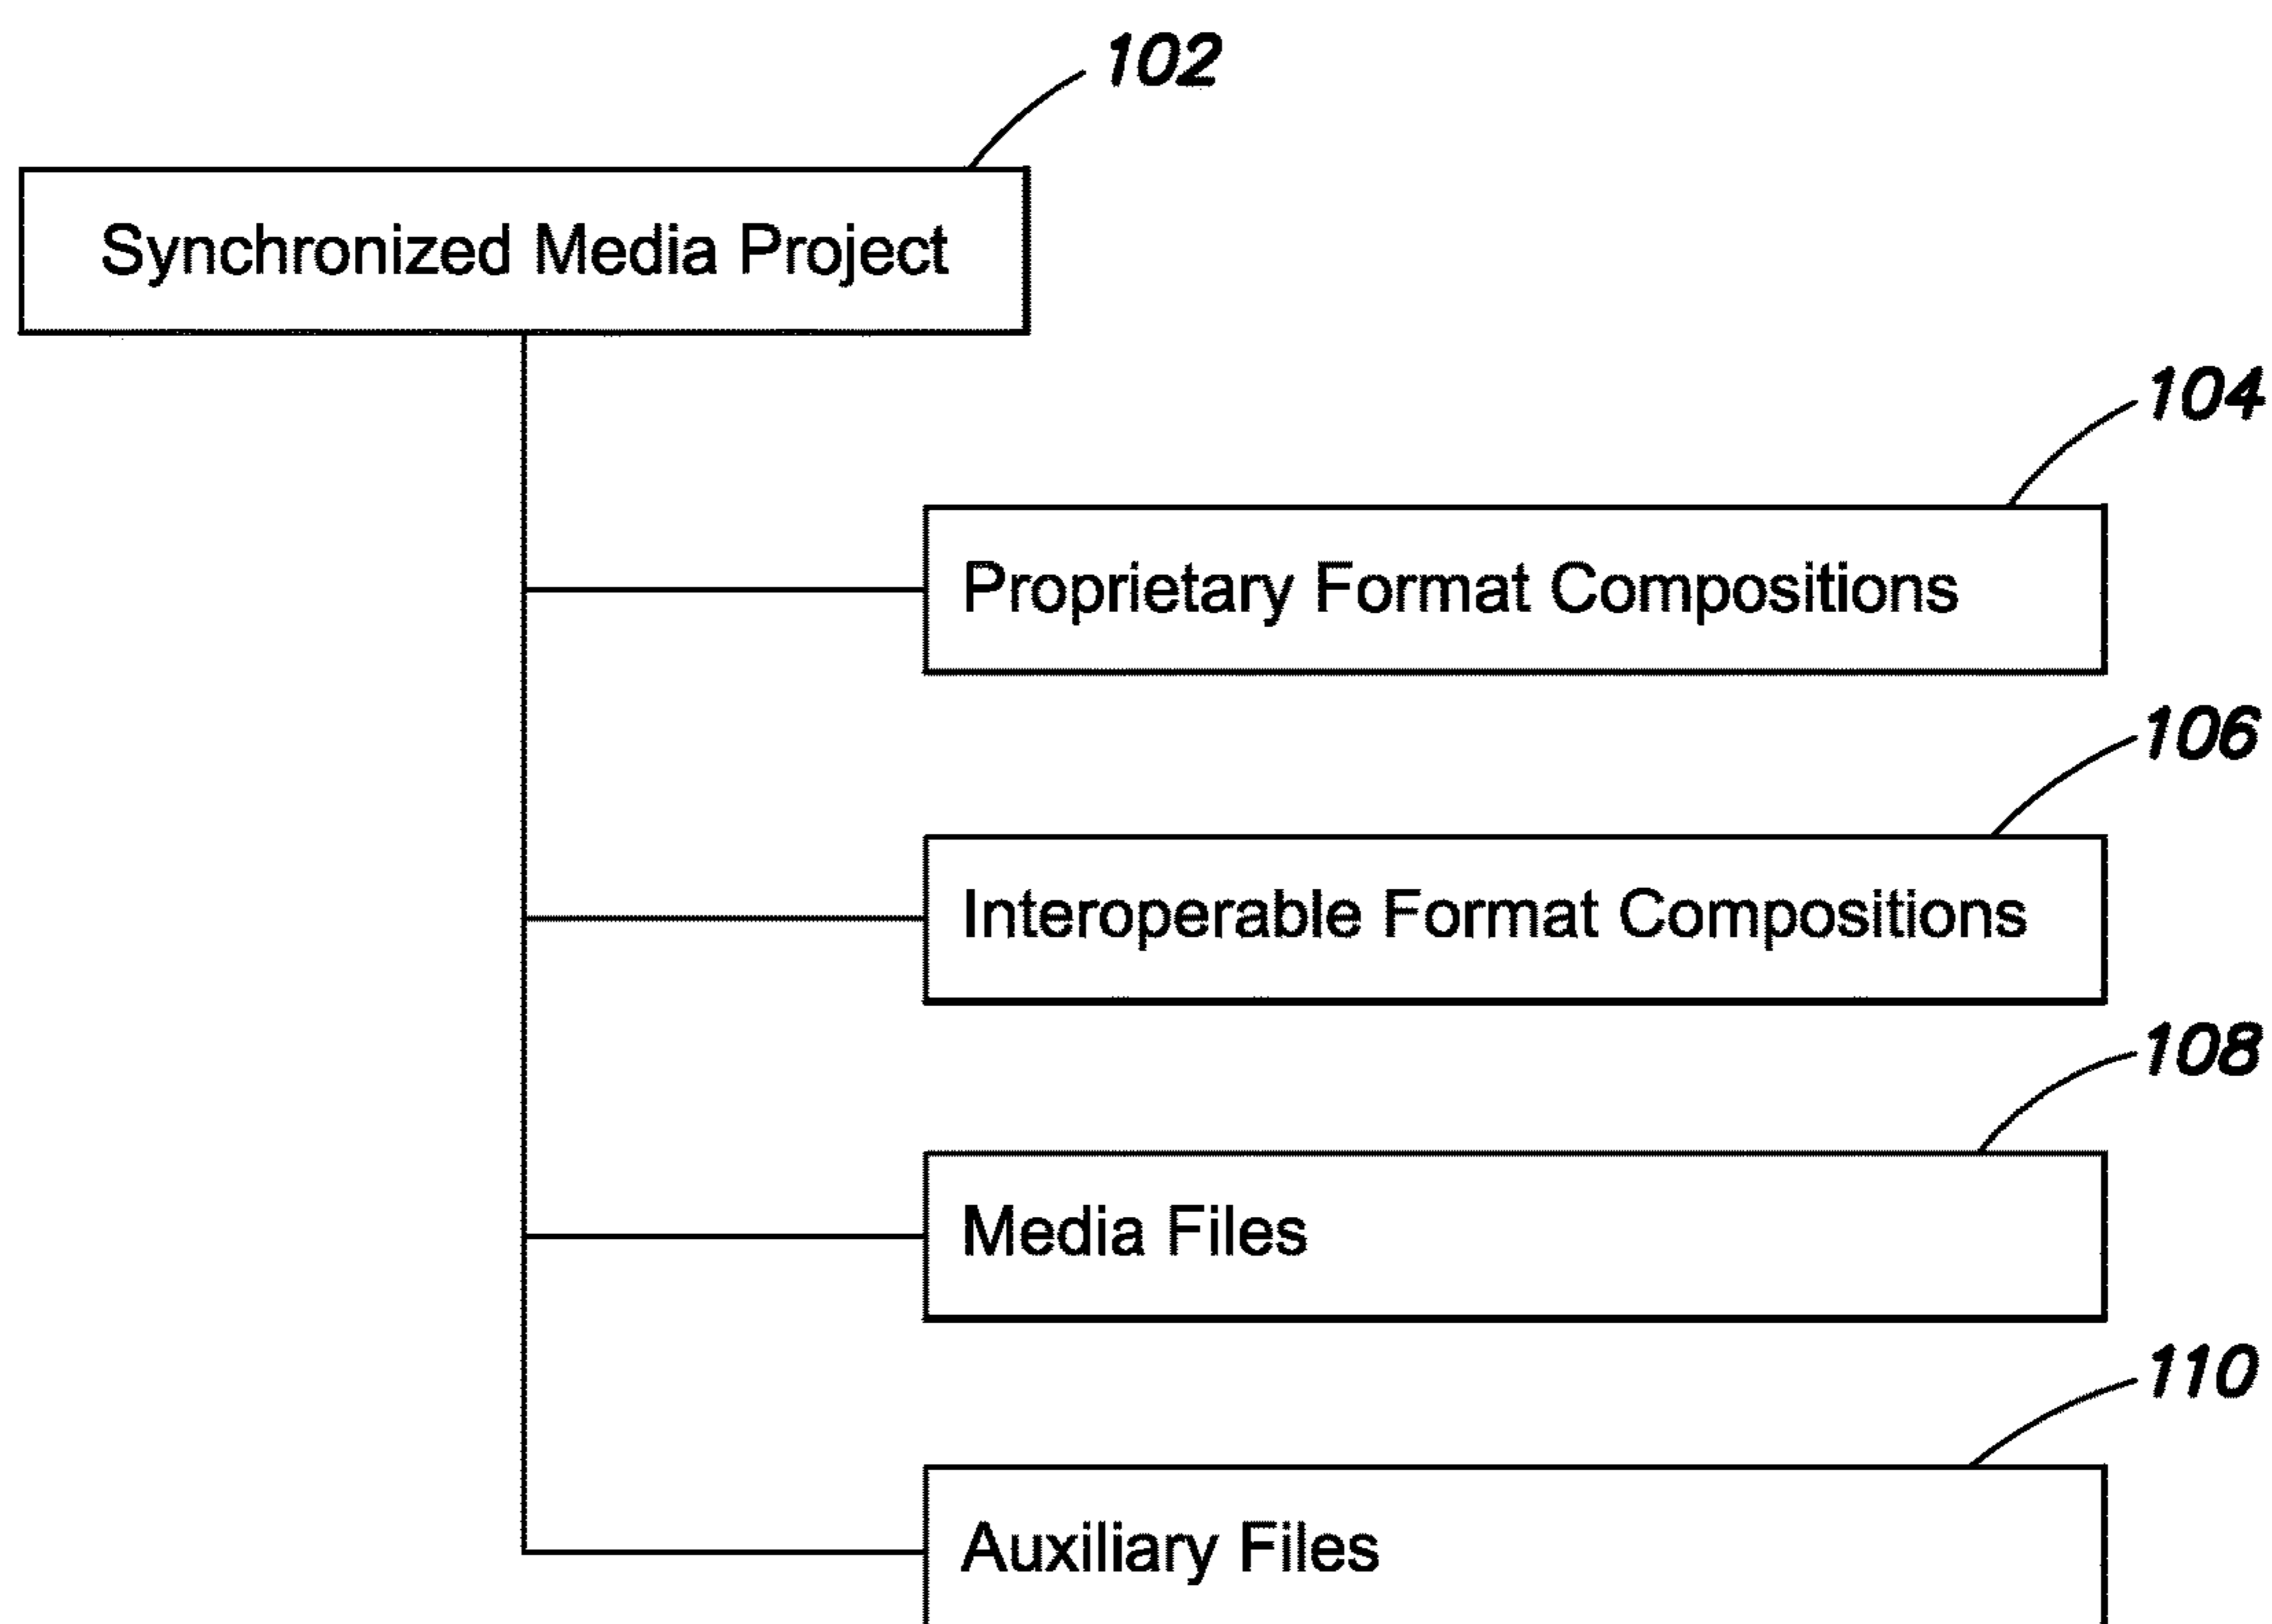 102
Synchronized Media Project
104
Proprietary Format Compositions
106
Interoperable Format Compositions
108
Media Files
110
Auxiliary Files